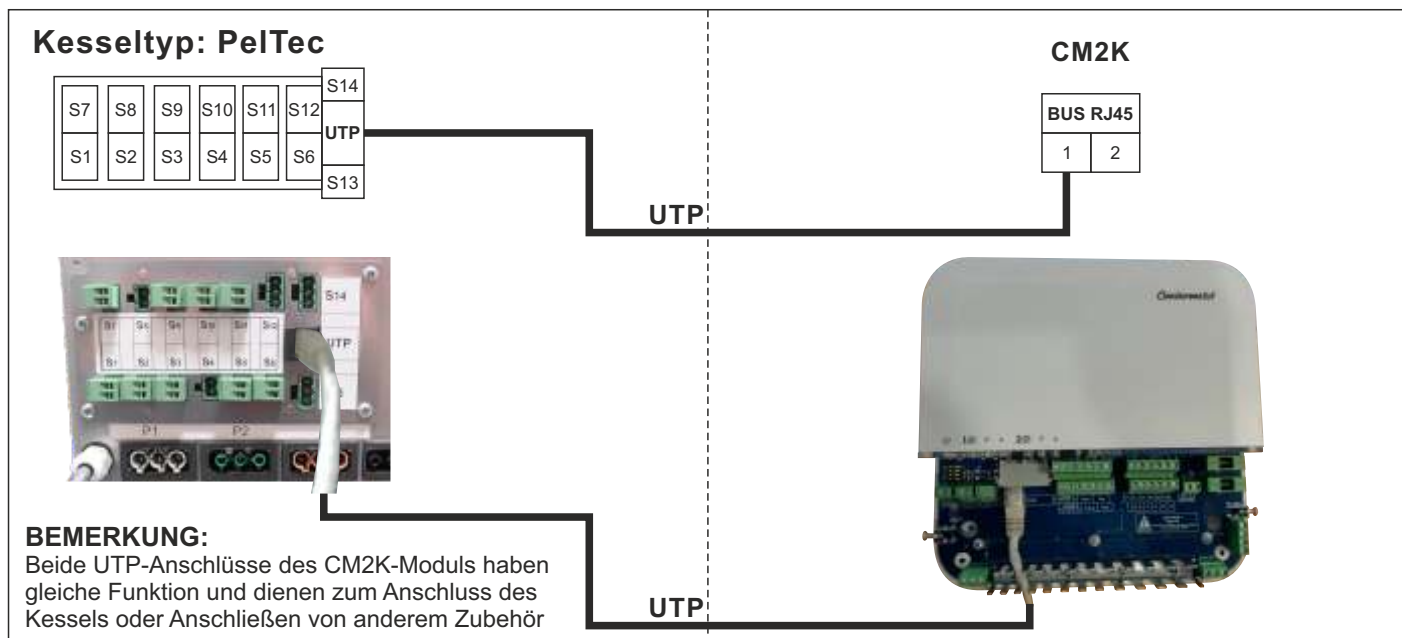 Kesseltyp: PelTec
CM2K
S14
S7 S8 S9 S10 S11 S12
UTP
S1 S2 S3 S4 S5 S6
S13
BUS RJ45
1 2
UTP
S14
UTP
P1 P2
Centrometal
BEMERKUNG:
Beide UTP-Anschlüsse des CM2K-Moduls haben
gleiche Funktion und dienen zum Anschluss des
Kessels oder Anschließen von anderem Zubehör
UTP